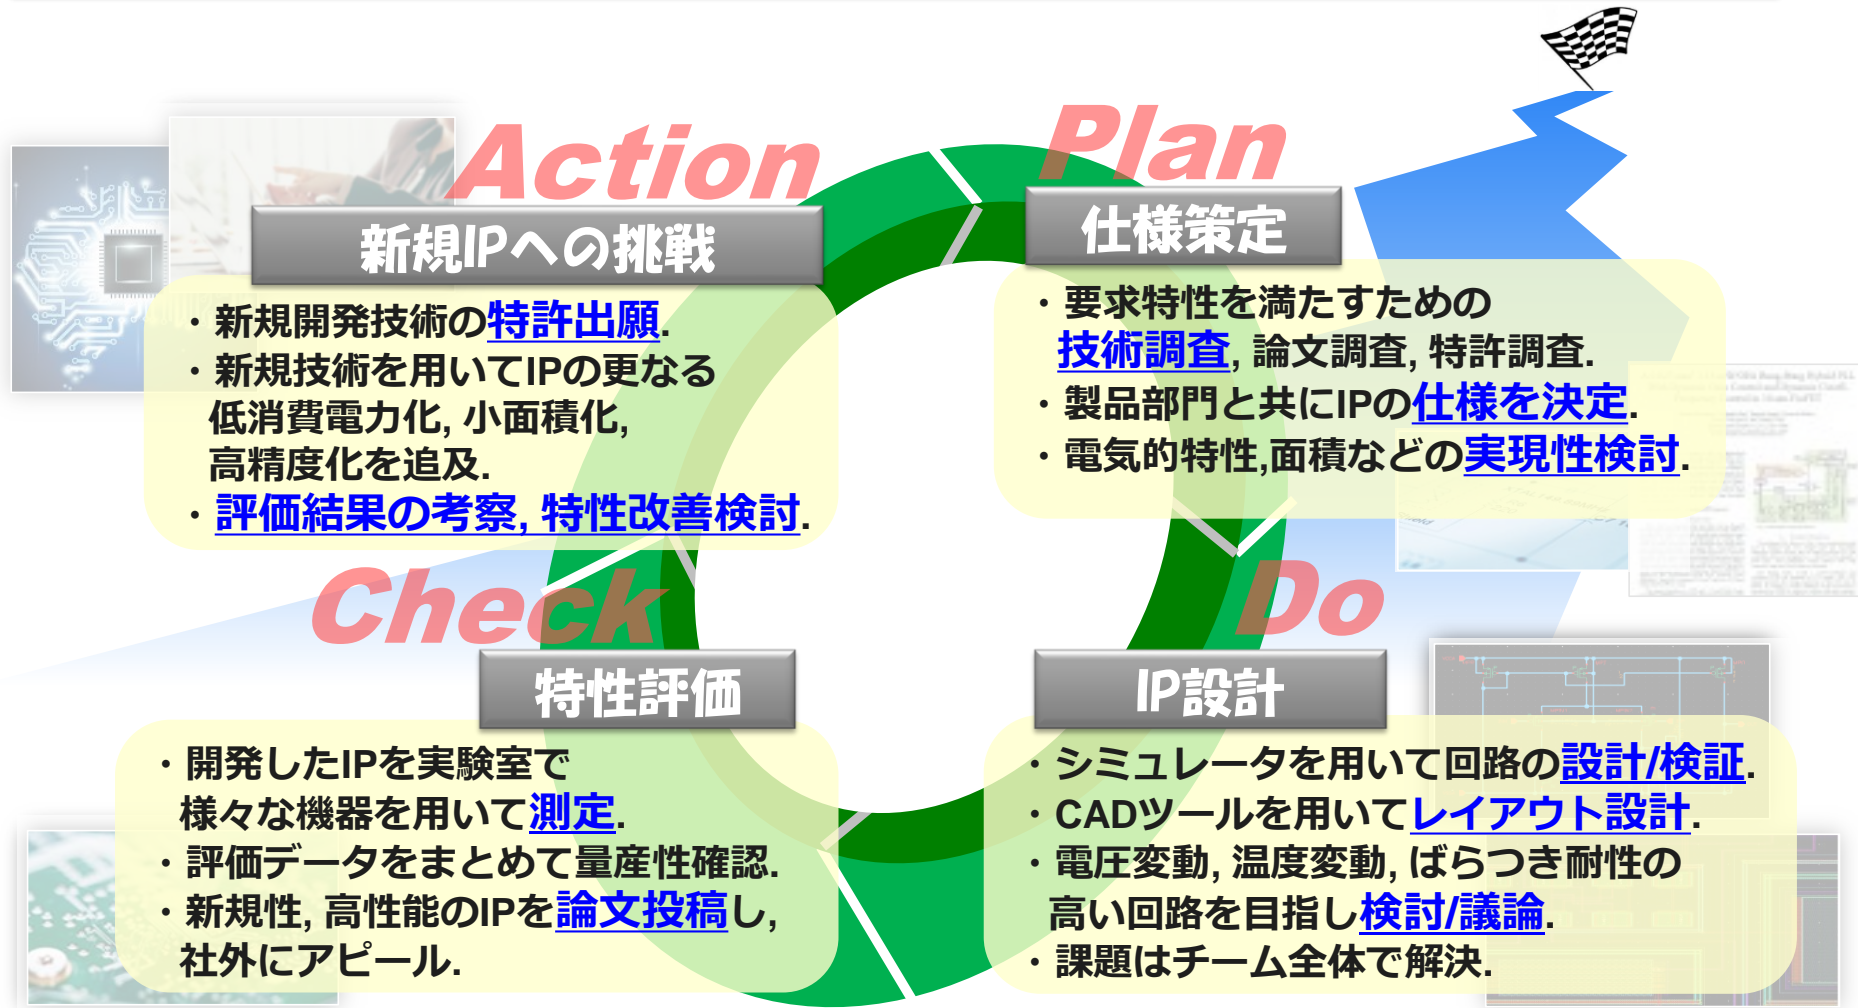 Action
新規IPへの挑戦
・新規開発技術の特許出願.
・新規技術を用いてIPの更なる
低消費電力化, 小面積化,
高精度化を追及.
・評価結果の考察, 特性改善検討.
Plan
仕様策定
・要求特性を満たすための
技術調査, 論文調査, 特許調査.
・製品部門と共にIPの仕様を決定.
・電気的特性,面積などの実現性検討.
Check
特性評価
・開発したIPを実験室で
様々な機器を用いて測定.
・評価データをまとめて量産性確認.
・新規性, 高性能のIPを論文投稿し,
社外にアピール.
Do
IP設計
・シミュレータを用いて回路の設計/検証.
・CADツールを用いてレイアウト設計.
・電圧変動, 温度変動, ばらつき耐性の
高い回路を目指し検討/議論.
・課題はチーム全体で解決.